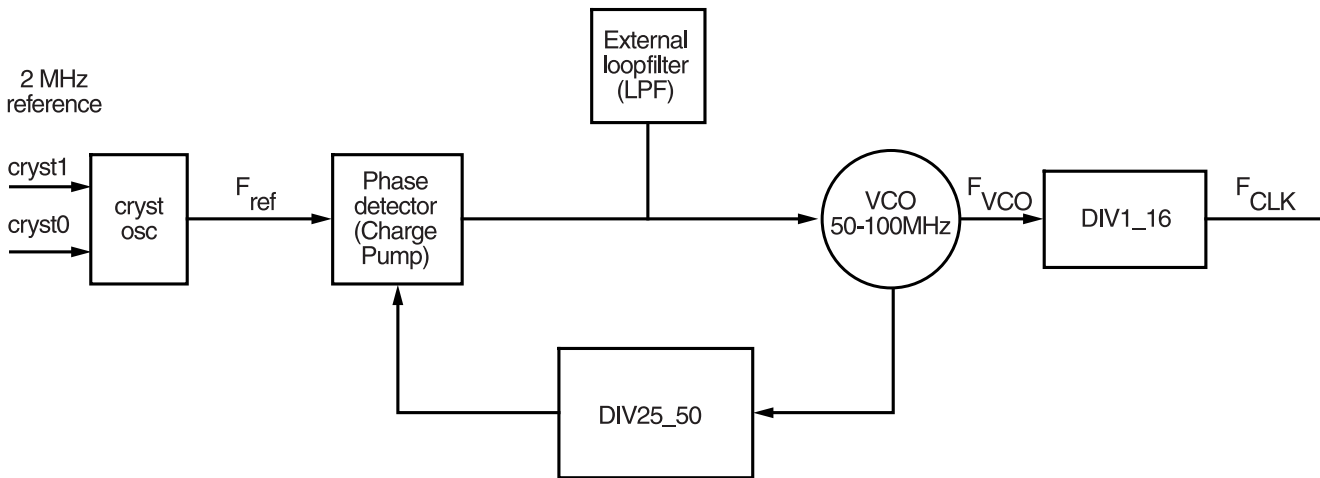 External
loopfilter
(LPF)
2 MHz
reference
cryst1
cryst0
cryst
osc
F_ref
Phase
detector
(Charge
Pump)
VCO
50-100MHz
F_VCO
DIV1_16
F_CLK
DIV25_50